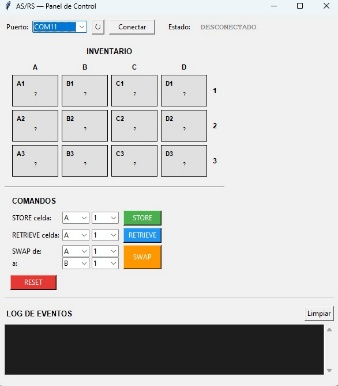 AS/RS — Panel de Control
Puerto: COM11 Conectar Estado: DESCONECTADO
INVENTARIO
A B C D
A1 B1 C1 D1
? ? ? ? 1
A2 B2 C2 D2
? ? ? ? 2
A3 B3 C3 D3
? ? ? ? 3
COMANDOS
STORE celda: A 1 STORE
RETRIEVE celda: A 1 RETRIEVE
SWAP de: A 1 SWAP
a: B 1
RESET
LOG DE EVENTOS Limpiar